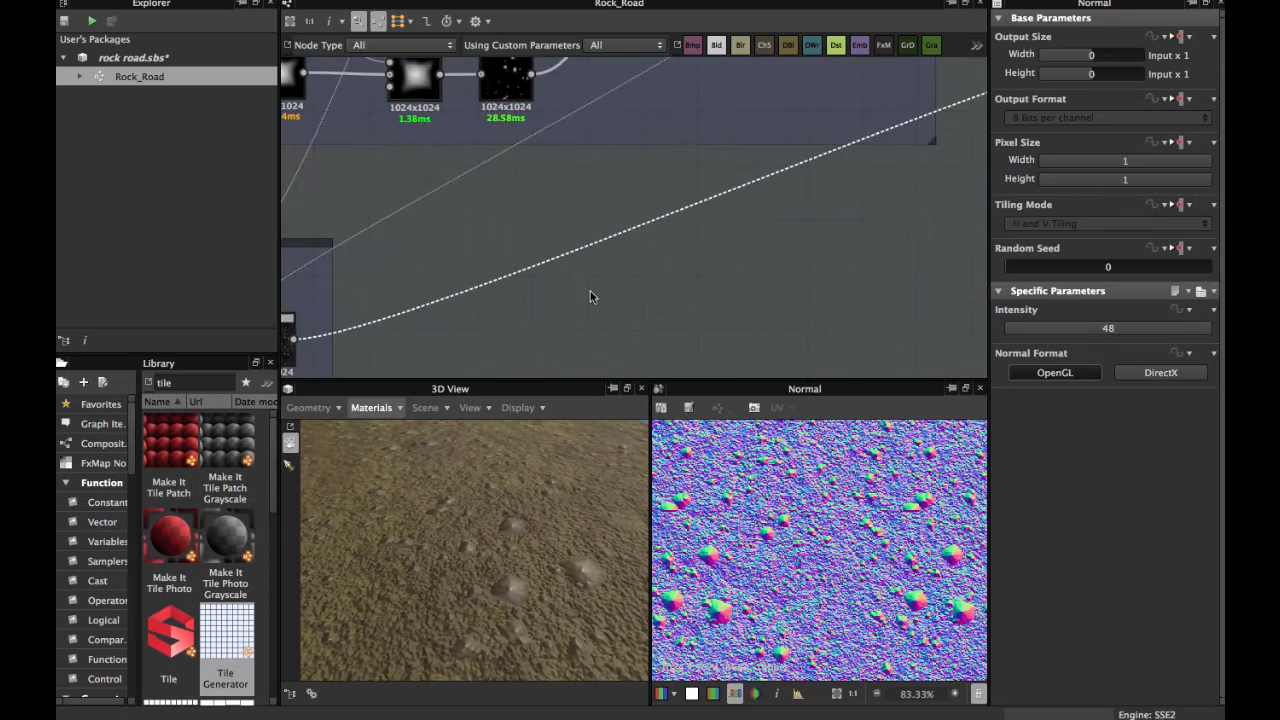 Explorer
Rock_Road
Normal
User's Packages
rock road.sbs*
Rock_Road
1:1
Node Type
All
Using Custom Parameters
All
Bmp
Bld
Blr
ChS
DBl
DWr
Dst
Emb
FxM
GrD
Gra
1024x1024
1024x1024
1.38ms
28.58ms
Base Parameters
Output Size
Width
0
Input x 1
Height
0
Input x 1
Output Format
8 Bits per channel
Pixel Size
Width
1
Height
1
Tiling Mode
H and V Tiling
Random Seed
0
Specific Parameters
Intensity
48
Normal Format
OpenGL
DirectX
Library
tile
Name
Url
Date mod
Favorites
Graph Ite.
Composit.
FxMap No
Function
Constant
Vector
Variables
Samplers
Cast
Operator
Logical
Compar.
Function
Control
Make It
Tile Patch
Make It
Tile Patch
Grayscale
Make It
Tile Photo
Make It
Tile Photo
Grayscale
Tile
Tile
Generator
3D View
Geometry
Materials
Scene
View
Display
Normal
UV
1:1
83.33%
Engine: SSE2